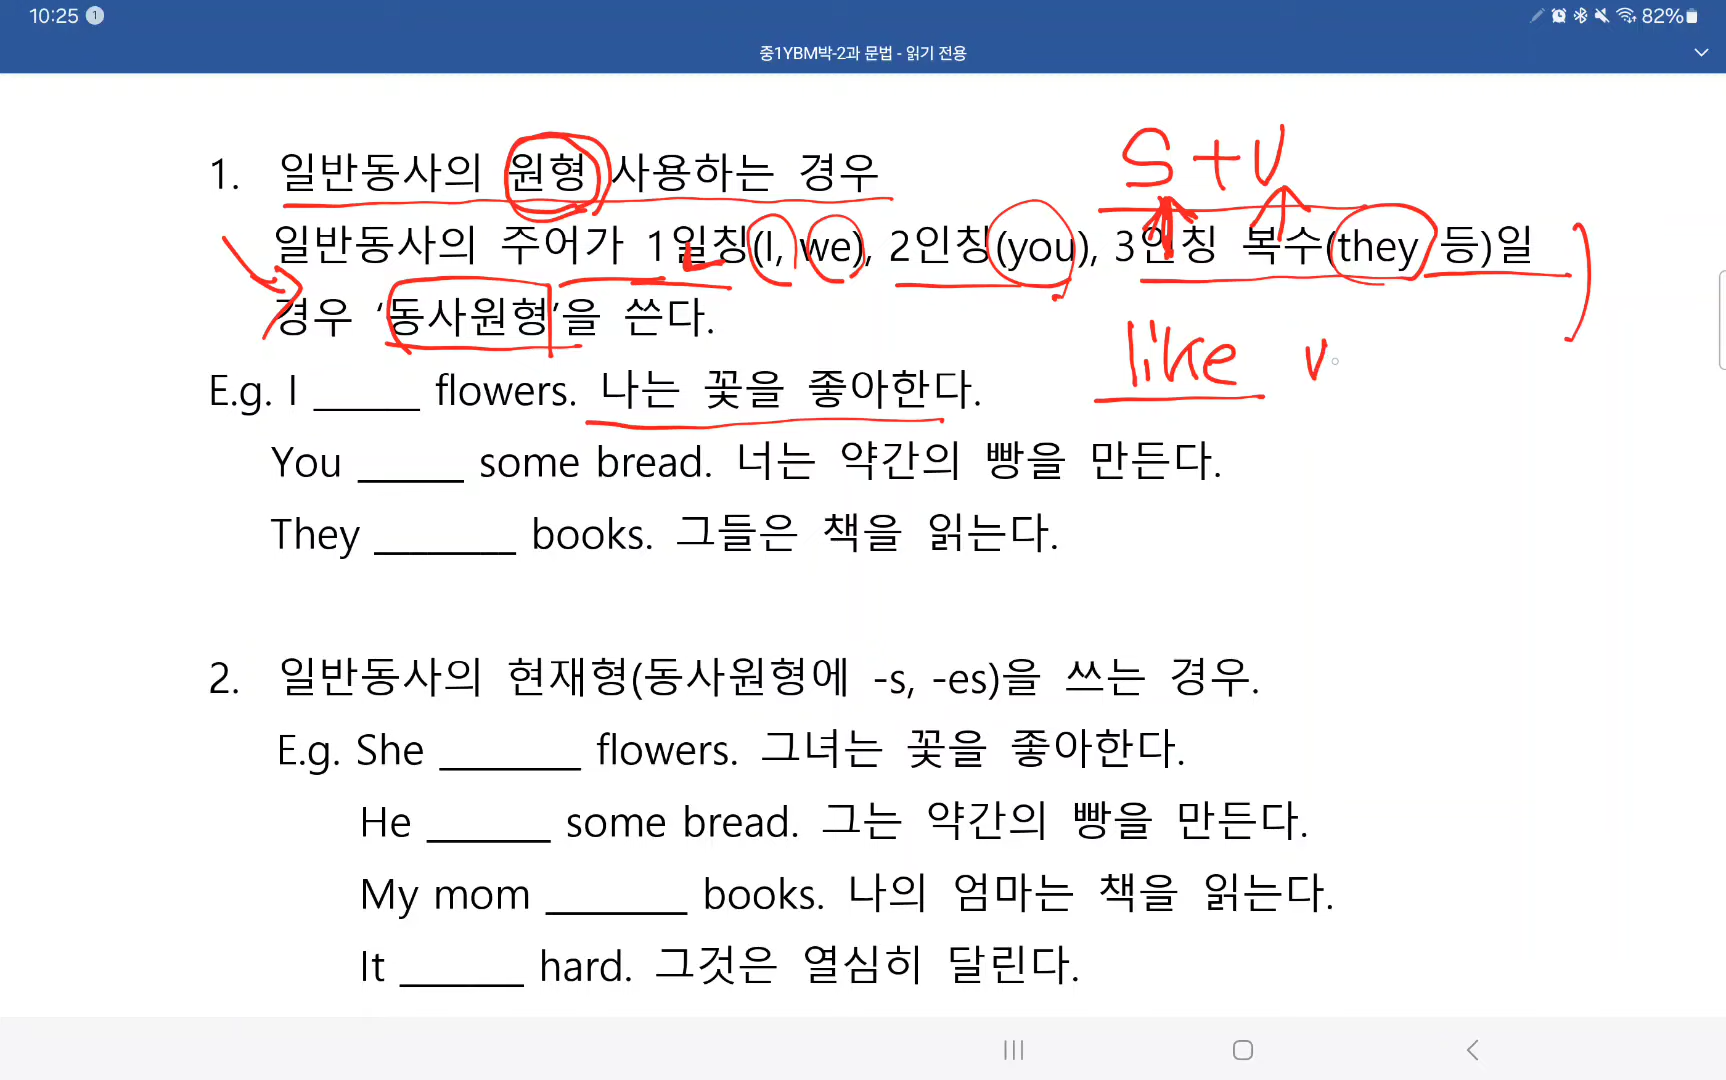 10:25 1 82%
중1YBM박-2과 문법 - 읽기 전용
S+V
1. 일반동사의 원형 사용하는 경우
일반동사의 주어가 1인칭(I, we), 2인칭(you), 3인칭 복수(they 등)일
경우 ‘동사원형’을 쓴다.
like v
E.g. I _____ flowers. 나는 꽃을 좋아한다.
You _____ some bread. 너는 약간의 빵을 만든다.
They _______ books. 그들은 책을 읽는다.
2. 일반동사의 현재형(동사원형에 -s, -es)을 쓰는 경우.
E.g. She _______ flowers. 그녀는 꽃을 좋아한다.
He ______ some bread. 그는 약간의 빵을 만든다.
My mom _______ books. 나의 엄마는 책을 읽는다.
It ______ hard. 그것은 열심히 달린다.